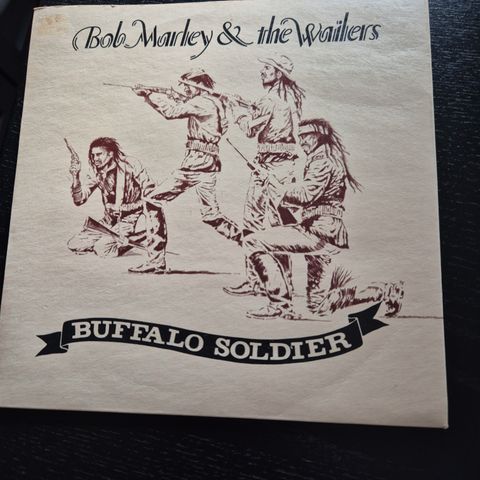 Bob Marley & the Wailers
BUFFALO SOLDIER